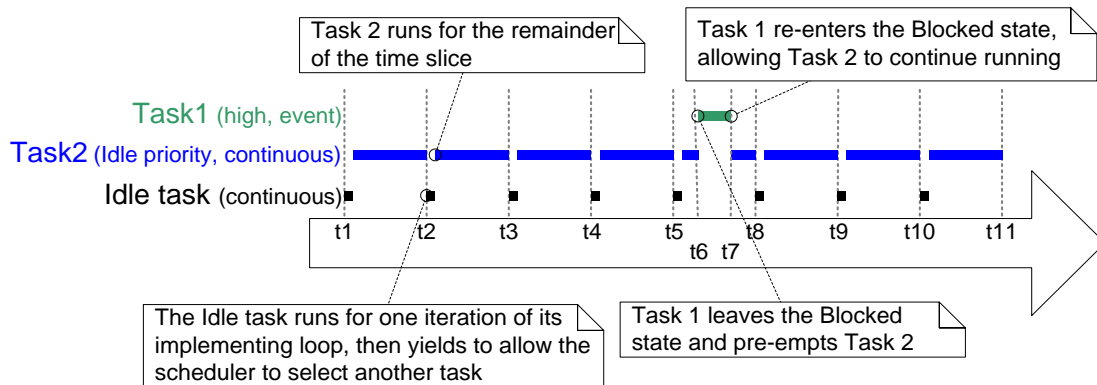 Task 2 runs for the remainder
of the time slice
Task 1 re-enters the Blocked state,
allowing Task 2 to continue running
Task1 (high, event)
Task2 (Idle priority, continuous)
Idle task (continuous)
t1 t2 t3 t4 t5 t8 t9 t10 t11
t6 t7
The Idle task runs for one iteration of its
implementing loop, then yields to allow the
scheduler to select another task
Task 1 leaves the Blocked
state and pre-empts Task 2